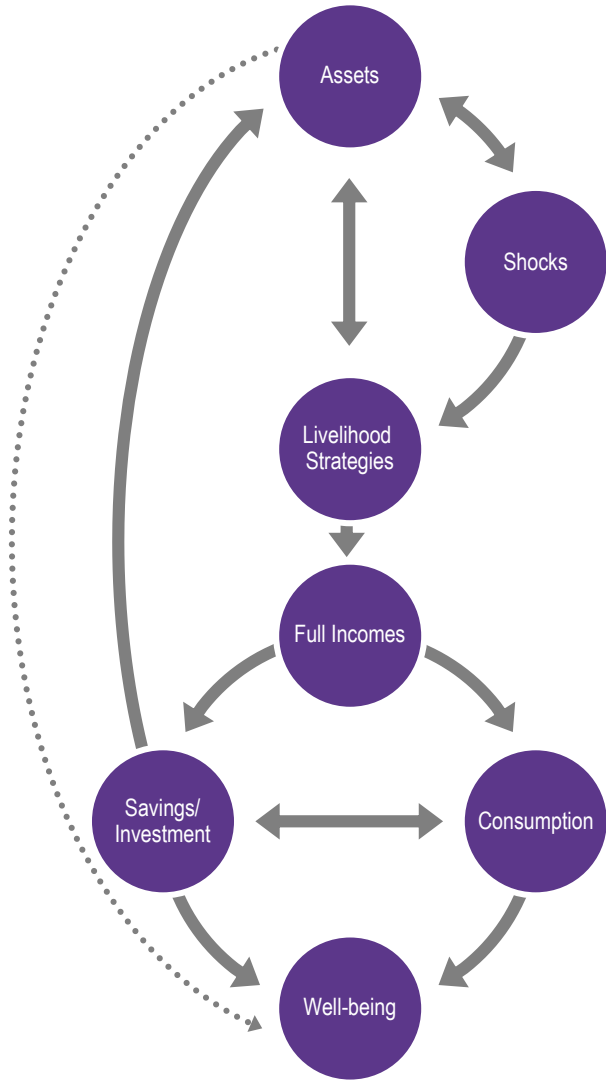 Assets
Shocks
Livelihood
Strategies
Full Incomes
Savings/
Investment
Consumption
Well-being